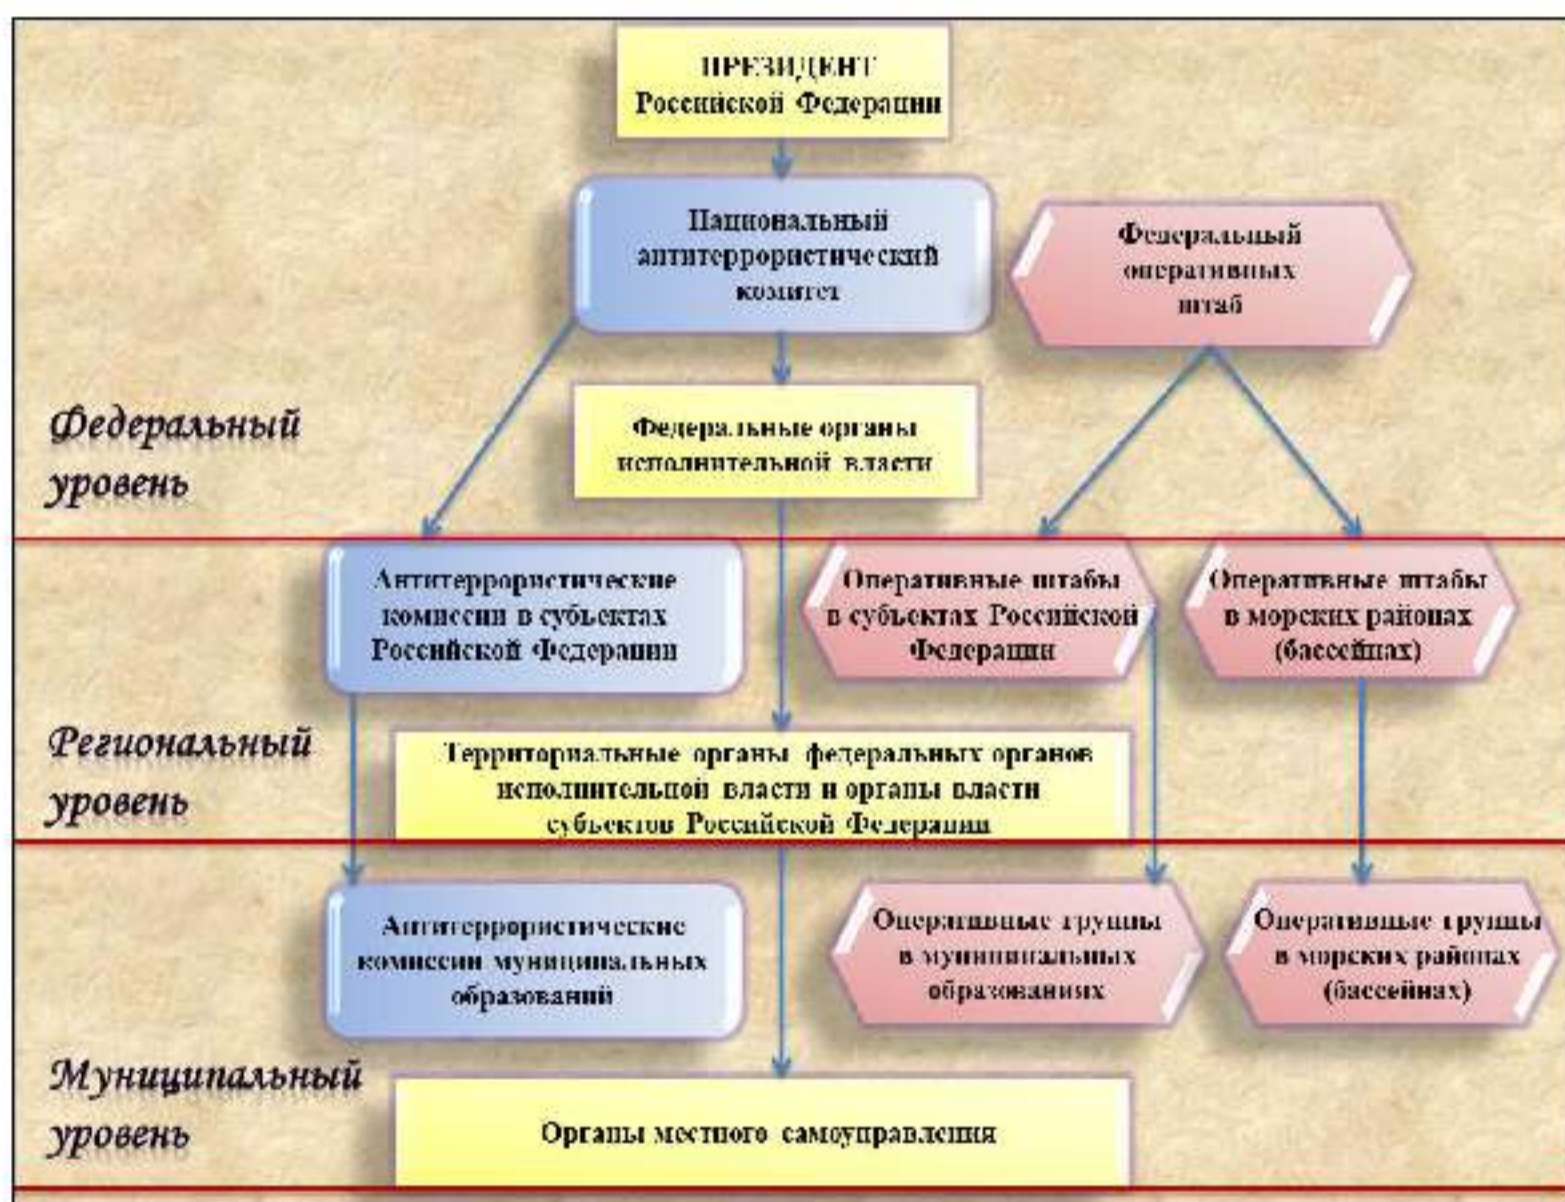 ПРЕЗИДЕНТ
Российской Федерации
Национальный
антитеррористический
комитет
Федеральный
оперативных
штаб
Федеральный
уровень
Федеральные органы
исполнительной власти
Антитеррористические
комиссии в субъектах
Российской Федерации
Оперативные штабы
в субъектах Российской
Федерации
Оперативные штабы
в морских районах
(бассейнах)
Региональный
уровень
Территориальные органы федеральных органов
исполнительной власти и органы власти
субъектов Российской Федерации
Антитеррористические
комиссии муниципальных
образований
Оперативные группы
в муниципальных
образованиях
Оперативные группы
в морских районах
(бассейнах)
Муниципальный
уровень
Органы местного самоуправления